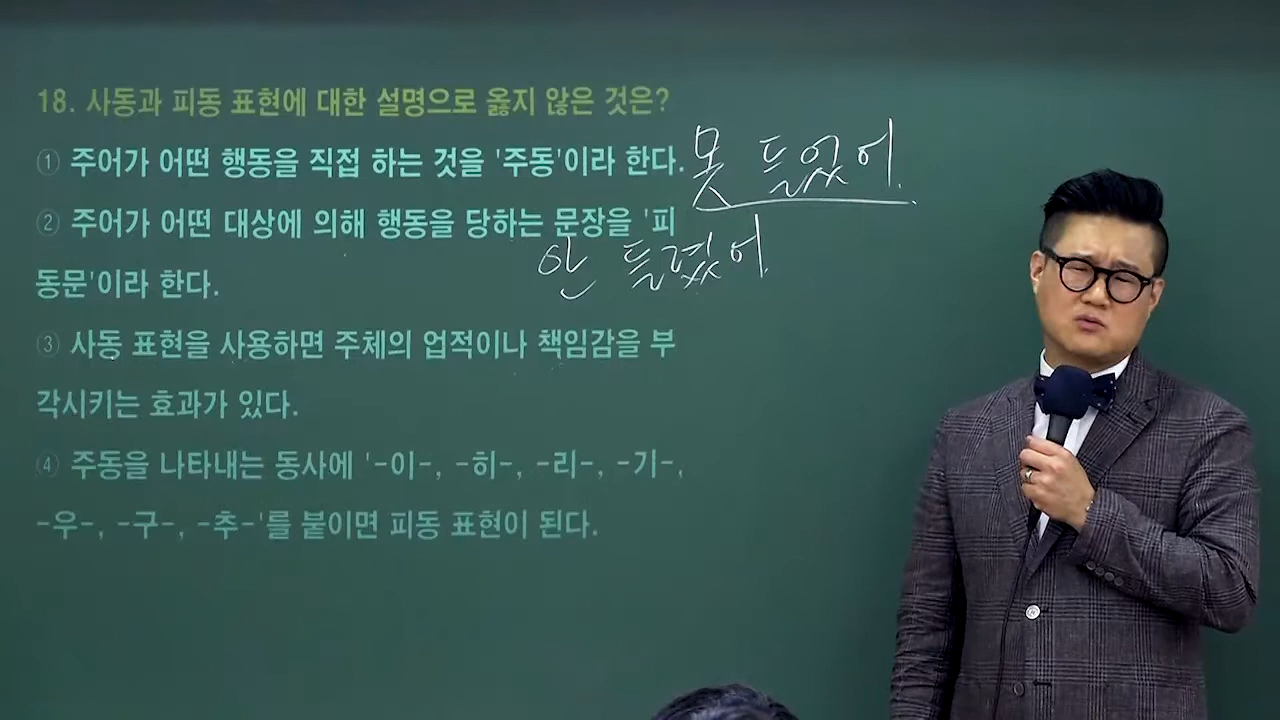 18. 사동과 피동 표현에 대한 설명으로 옳지 않은 것은?
① 주어가 어떤 행동을 직접 하는 것을 '주동'이라 한다.
못 들었어.
② 주어가 어떤 대상에 의해 행동을 당하는 문장을 '피
안 들렸어.
동문'이라 한다.
③ 사동 표현을 사용하면 주체의 업적이나 책임감을 부
각시키는 효과가 있다.
④ 주동을 나타내는 동사에 '-이-, -히-, -리-, -기-,
-우-, -구-, -추-'를 붙이면 피동 표현이 된다.